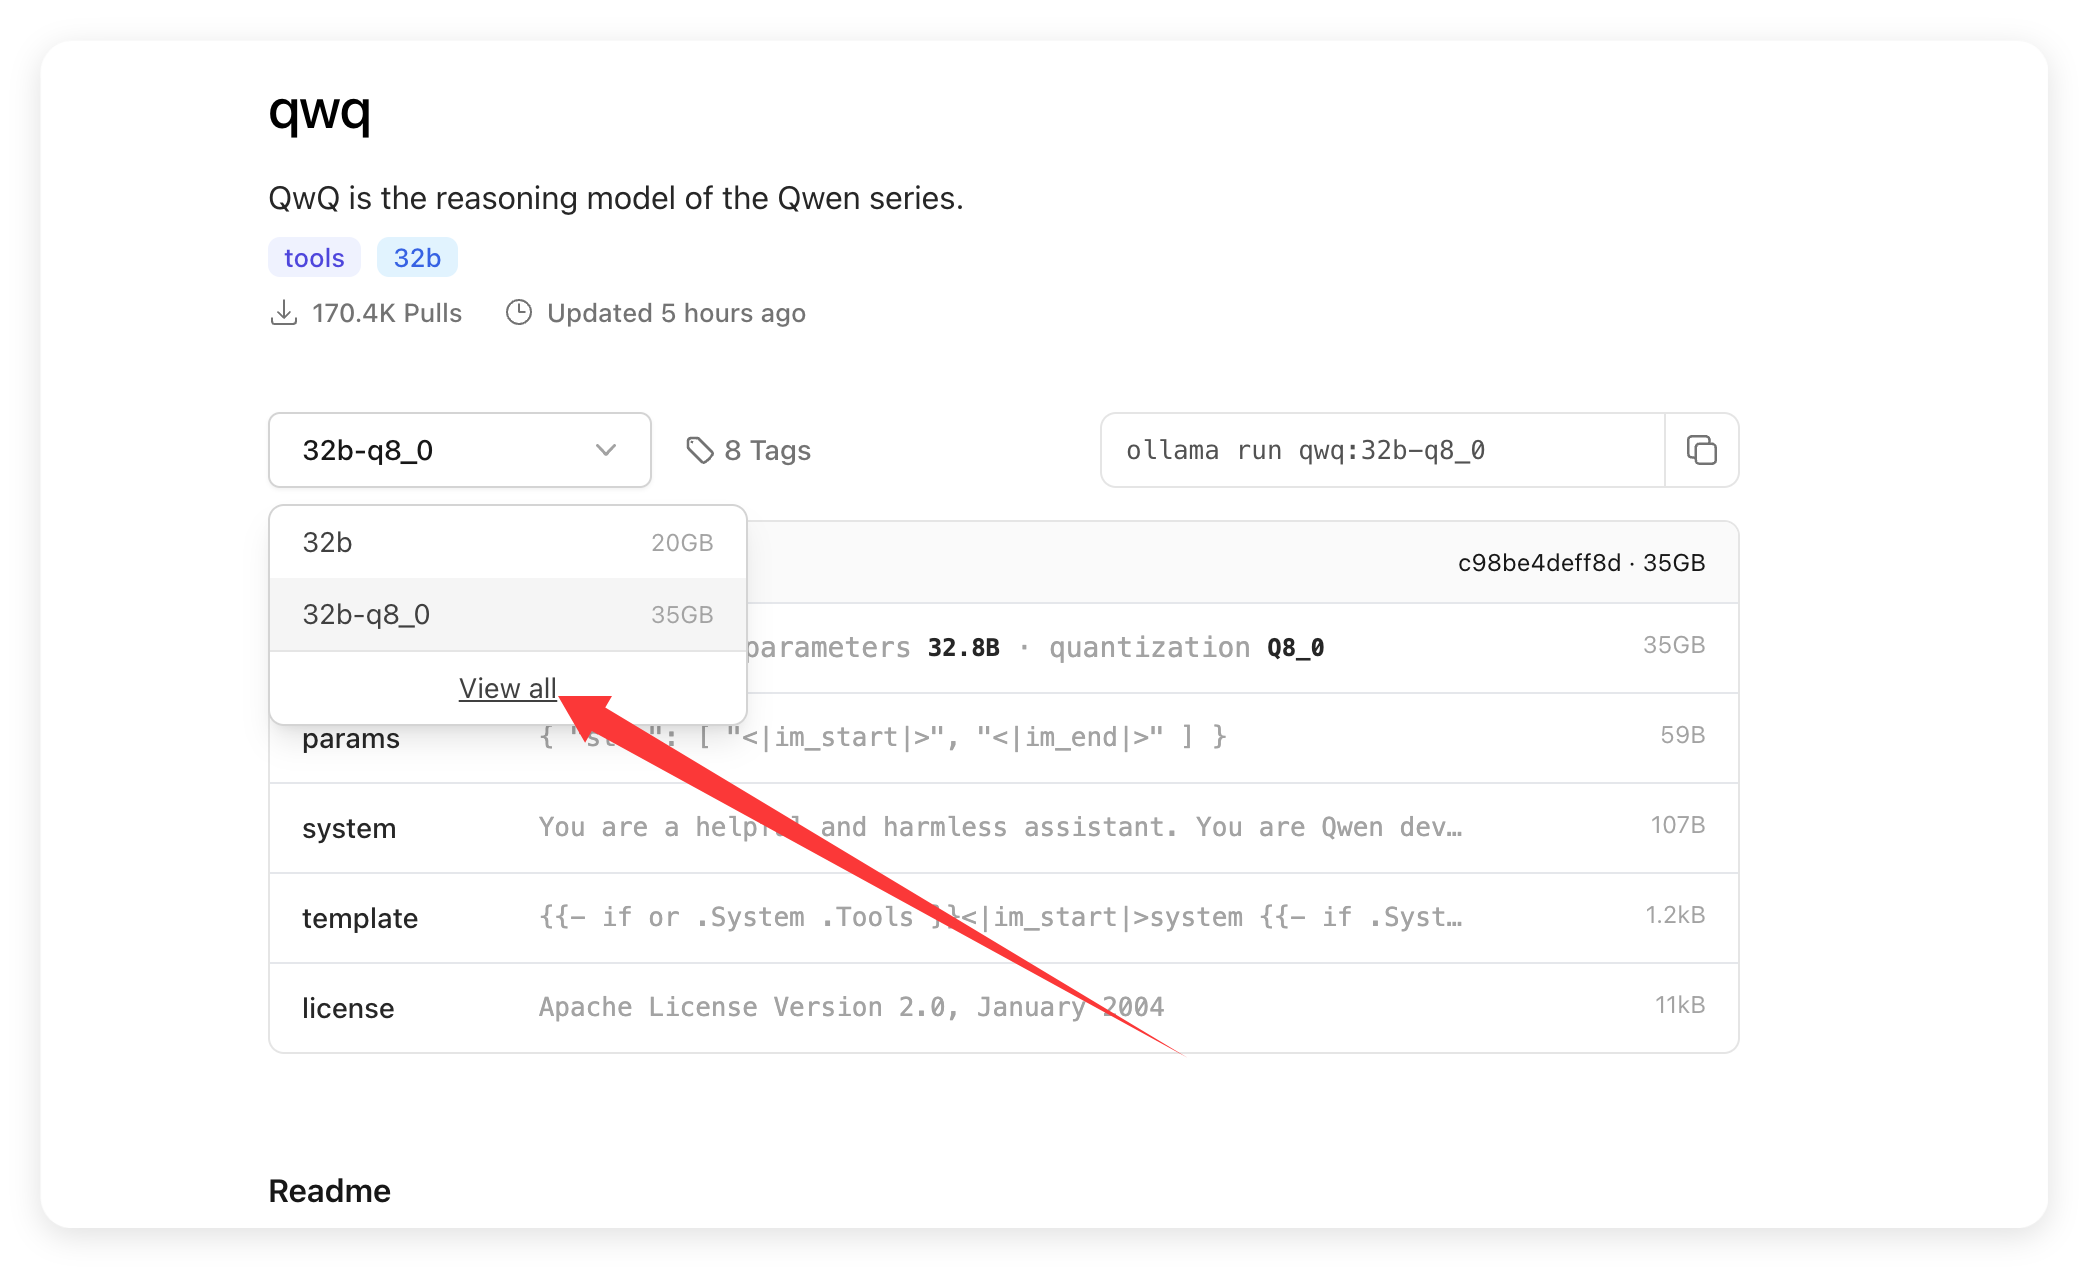 qwq
QwQ is the reasoning model of the Qwen series.
tools 32b
170.4K Pulls Updated 5 hours ago
32b-q8_0 8 Tags ollama run qwq:32b-q8_0
32b 20GB
32b-q8_0 35GB
View all
c98be4deff8d · 35GB
parameters 32.8B · quantization Q8_0 35GB
params { : [ "<|im_start|>", "<|im_end|>" ] } 59B
system You are a and harmless assistant. You are Qwen dev… 107B
template {{- if or .System .Tools }}<|im_start|>system {{- if .Syst… 1.2kB
license Apache License Version 2.0, January 2004 11kB
Readme